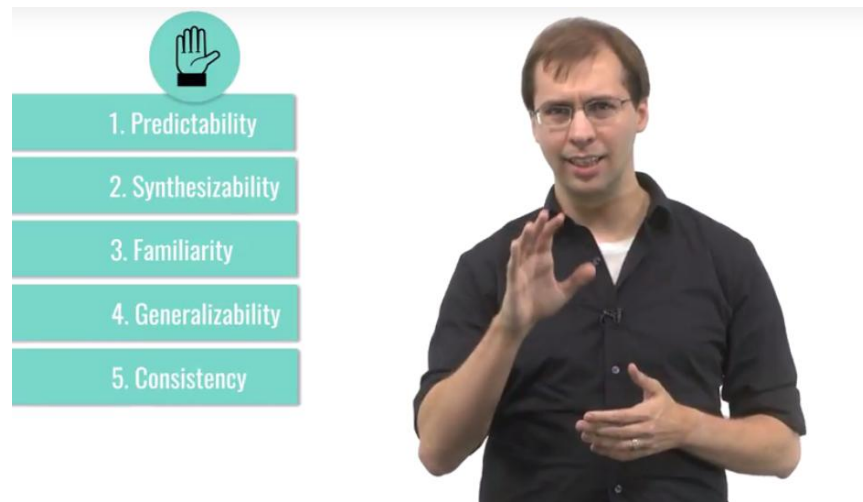 1. Predictability
2. Synthesizability
3. Familiarity
4. Generalizability
5. Consistency